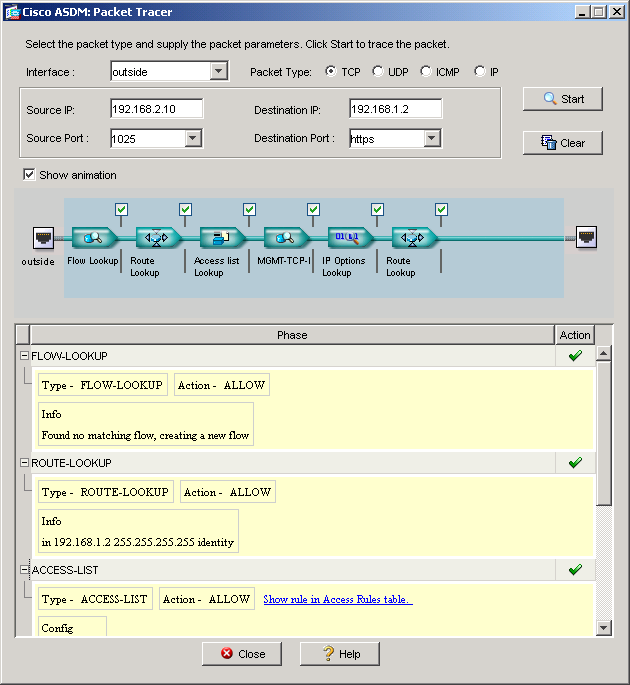 Cisco ASDM: Packet Tracer
Select the packet type and supply the packet parameters. Click Start to trace the packet.
Interface : outside Packet Type: TCP UDP ICMP IP
Source IP: 192.168.2.10 Destination IP: 192.168.1.2 Start
Source Port : 1025 Destination Port : https Clear
Show animation
outside Flow Lookup Route Lookup Access list Lookup MGMT-TCP-I IP Options Lookup Route Lookup
Phase Action
FLOW-LOOKUP
Type - FLOW-LOOKUP Action - ALLOW
Info
Found no matching flow, creating a new flow
ROUTE-LOOKUP
Type - ROUTE-LOOKUP Action - ALLOW
Info
in 192.168.1.2 255.255.255.255 identity
ACCESS-LIST
Type - ACCESS-LIST Action - ALLOW Show rule in Access Rules table.
Config
Close Help